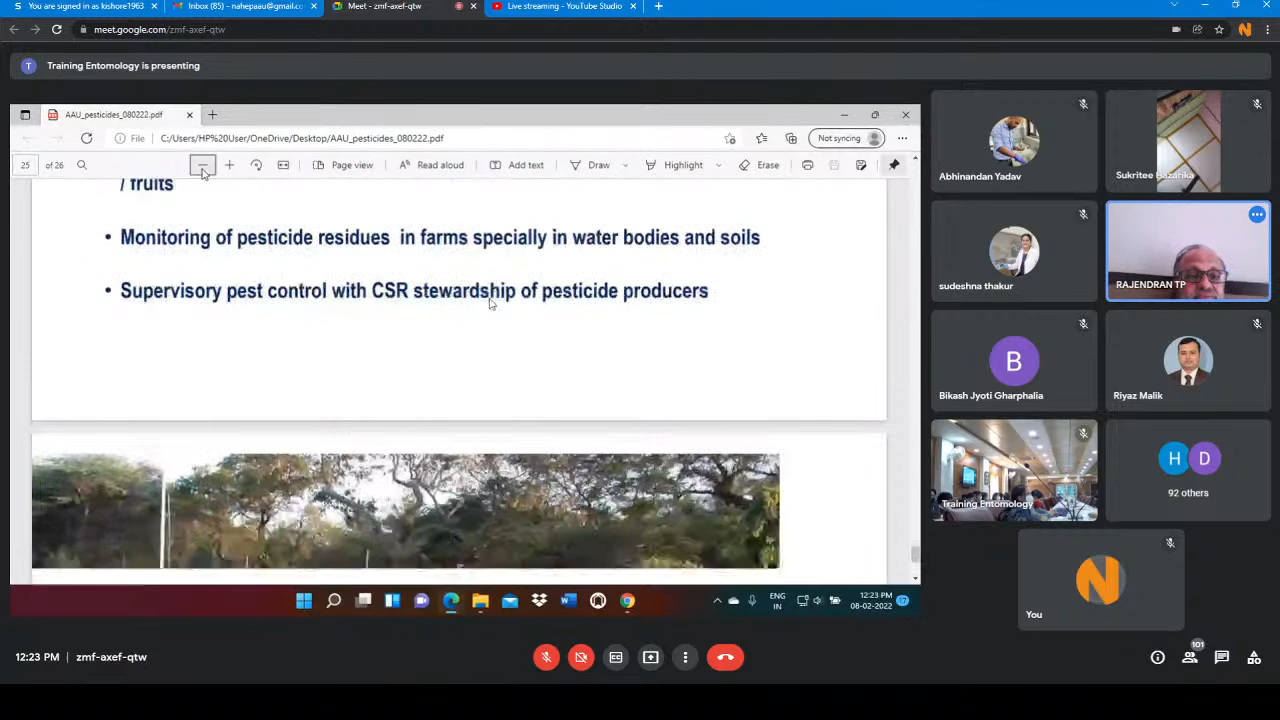 You are signed in as kishore1963
Inbox (85) - nahepaau@gmail.co
Meet - zmf-axef-qtw
Live streaming - YouTube Studio
meet.google.com/zmf-axef-qtw
T
Training Entomology is presenting
AAU_pesticides_080222.pdf
File
C:/Users/HP%20User/OneDrive/Desktop/AAU_pesticides_080222.pdf
Not syncing
25 of 26
Page view
Read aloud
Add text
Draw
Highlight
Erase
/ fruits
• Monitoring of pesticide residues in farms specially in water bodies and soils
• Supervisory pest control with CSR stewardship of pesticide producers
ENG
IN
12:23 PM
08-02-2022
17
Abhinandan Yadav
Sukritee Hazarika
sudeshna thakur
RAJENDRAN TP
B
Bikash Jyoti Gharphalia
Riyaz Malik
Training Entomology
H D
92 others
N
You
12:23 PM | zmf-axef-qtw
CC
101